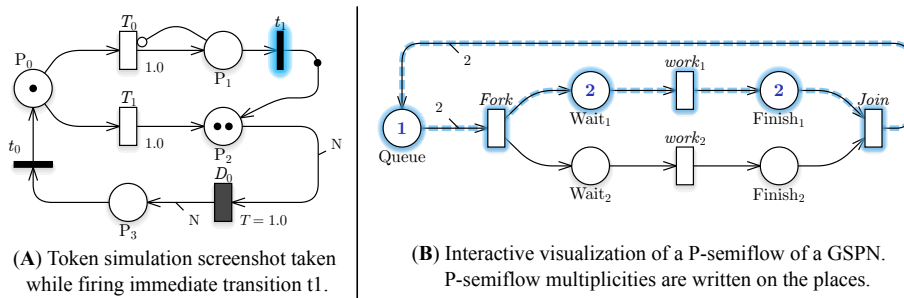 T₀
t₁
P₀
1.0
P₁
T₁
1.0
P₂
N
t₀
D₀
N
P₃
T = 1.0
(A) Token simulation screenshot taken
while firing immediate transition t1.
2
work₁
2
Fork
2
2
Join
1
Wait₁
Finish₁
Queue
work₂
Wait₂
Finish₂
(B) Interactive visualization of a P-semiflow of a GSPN.
P-semiflow multiplicities are written on the places.